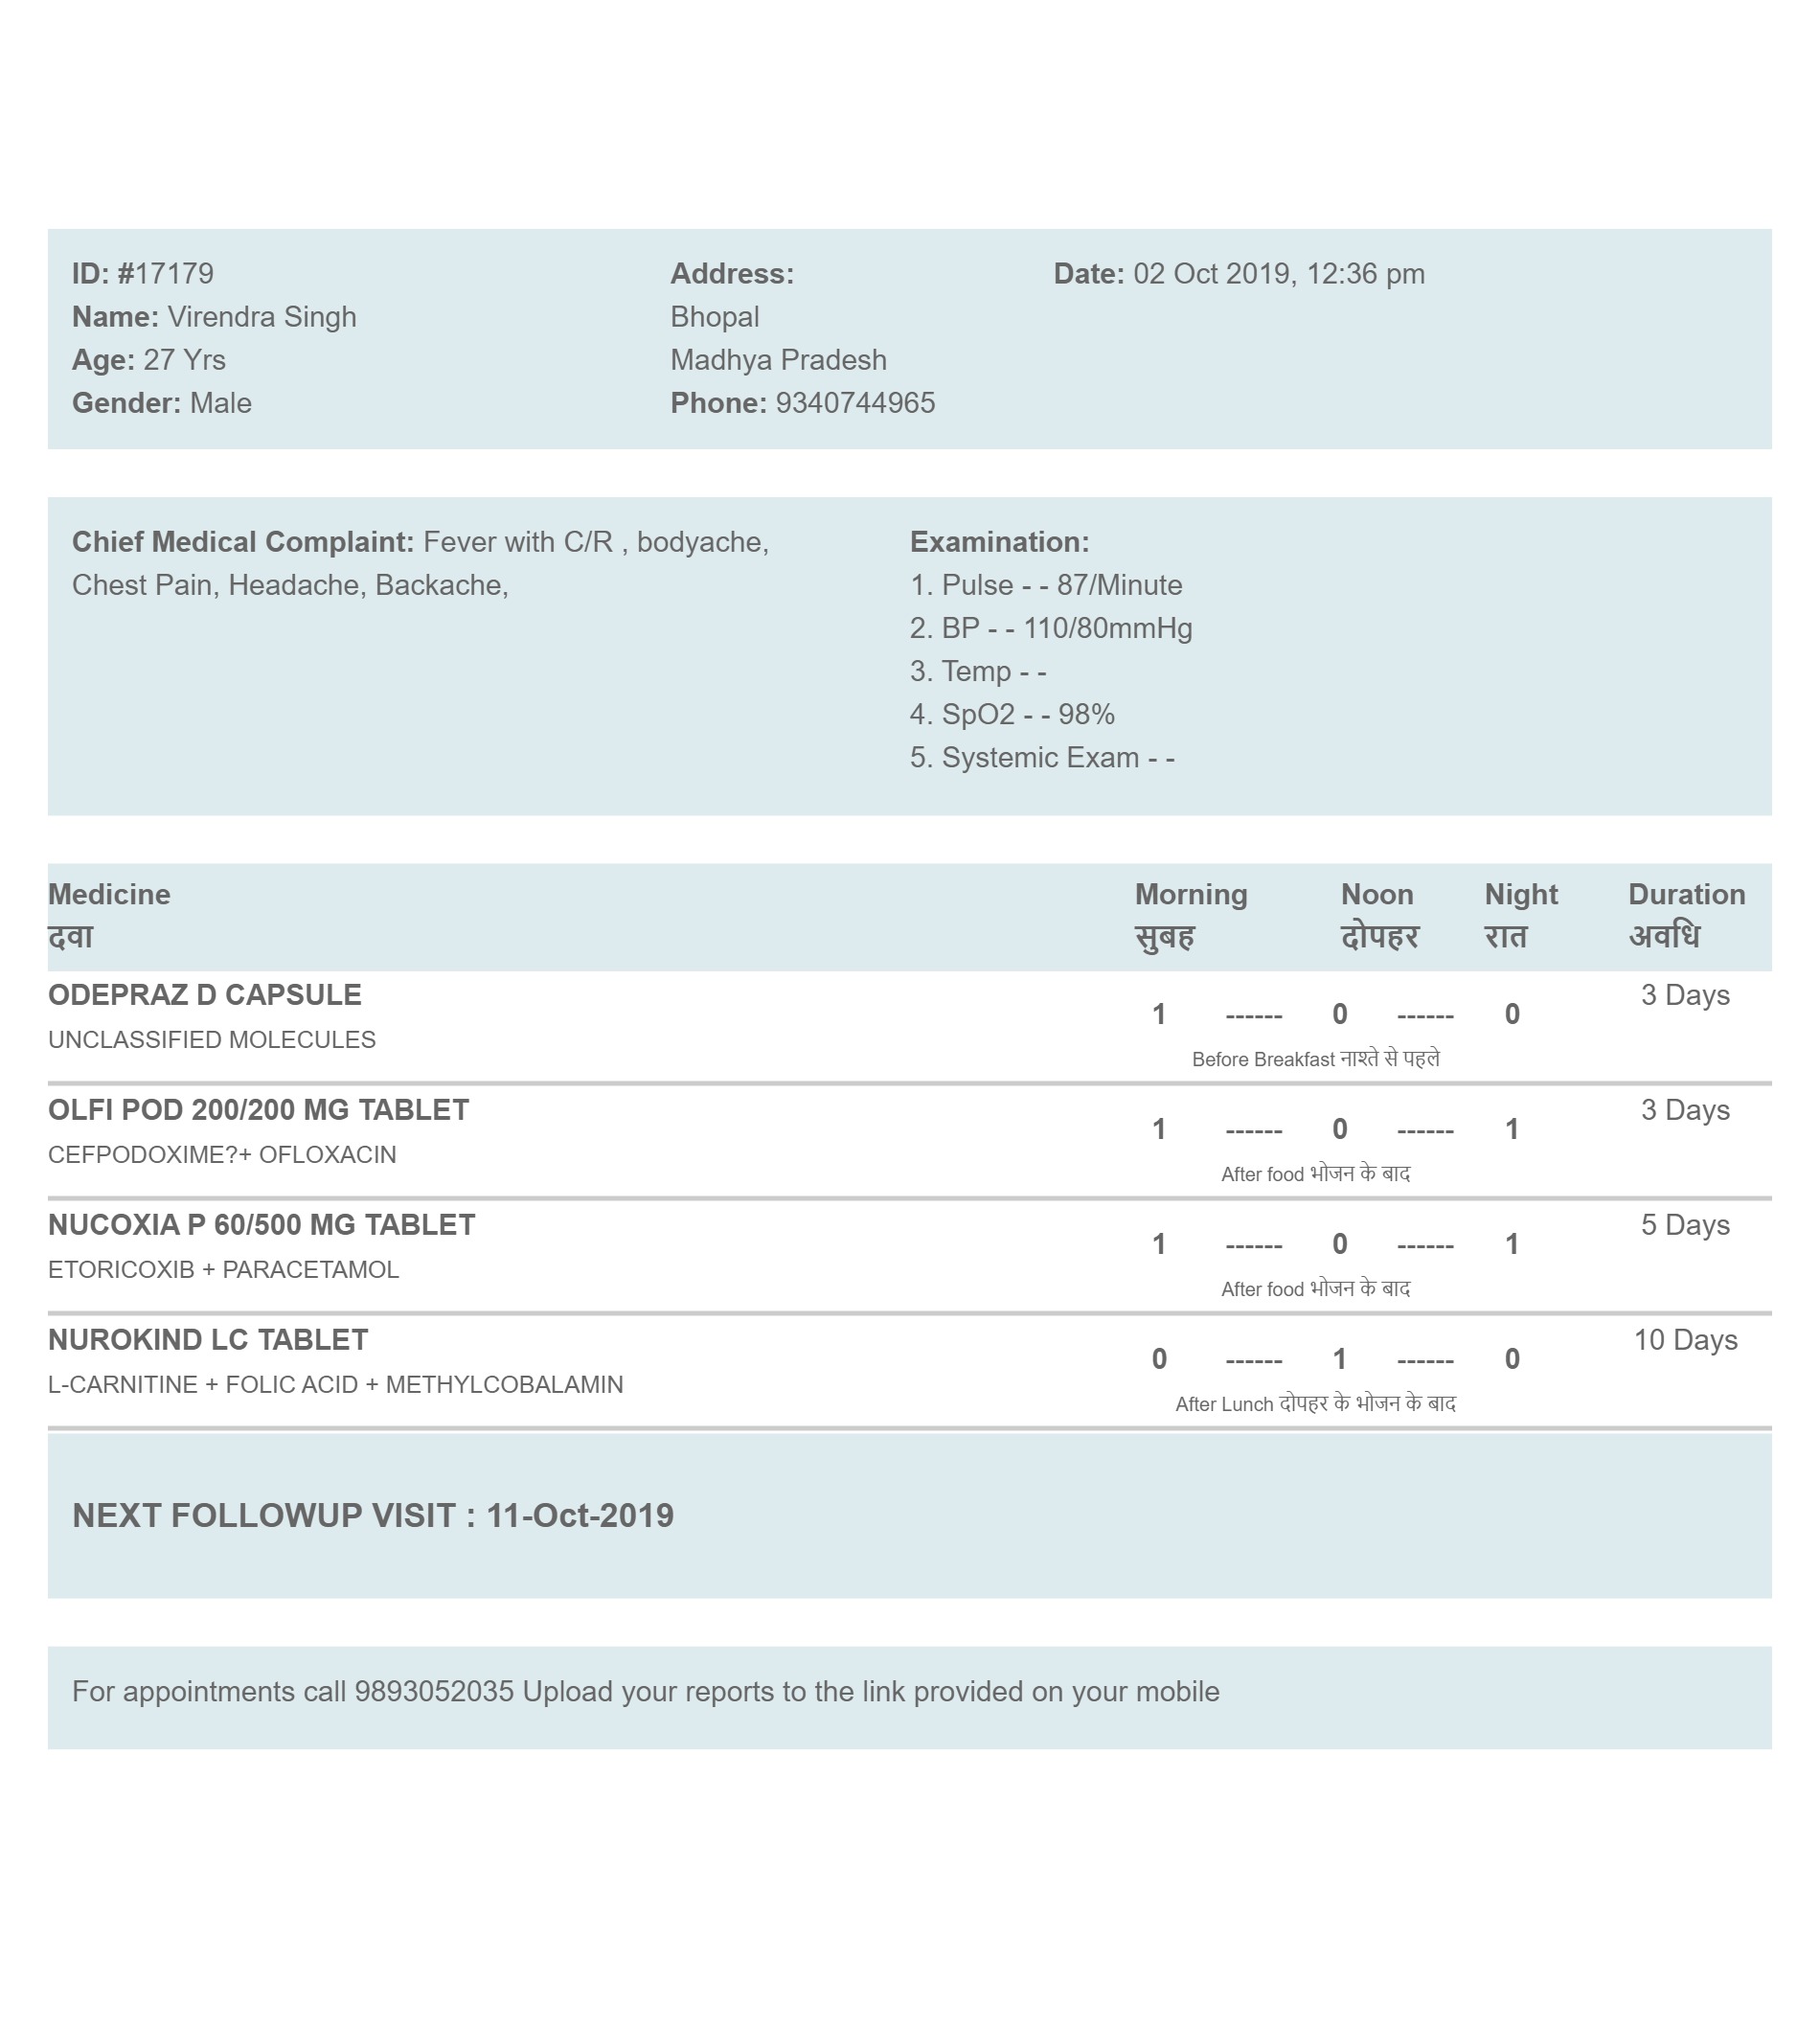 ID: #17179
Name: Virendra Singh
Age: 27 Yrs
Gender: Male
Address:
Bhopal
Madhya Pradesh
Phone: 9340744965
Date: 02 Oct 2019, 12:36 pm
Chief Medical Complaint: Fever with C/R , bodyache,
Chest Pain, Headache, Backache,
Examination:
1. Pulse - - 87/Minute
2. BP - - 110/80mmHg
3. Temp - -
4. SpO2 - - 98%
5. Systemic Exam - -
Medicine Morning Noon Night Duration
दवा सुबह दोपहर रात अवधि
ODEPRAZ D CAPSULE 1 ------ 0 ------ 0 3 Days
UNCLASSIFIED MOLECULES
Before Breakfast नाश्ते से पहले
OLFI POD 200/200 MG TABLET 1 ------ 0 ------ 1 3 Days
CEFPODOXIME?+ OFLOXACIN
After food भोजन के बाद
NUCOXIA P 60/500 MG TABLET 1 ------ 0 ------ 1 5 Days
ETORICOXIB + PARACETAMOL
After food भोजन के बाद
NUROKIND LC TABLET 0 ------ 1 ------ 0 10 Days
L-CARNITINE + FOLIC ACID + METHYLCOBALAMIN
After Lunch दोपहर के भोजन के बाद
NEXT FOLLOWUP VISIT : 11-Oct-2019
For appointments call 9893052035 Upload your reports to the link provided on your mobile